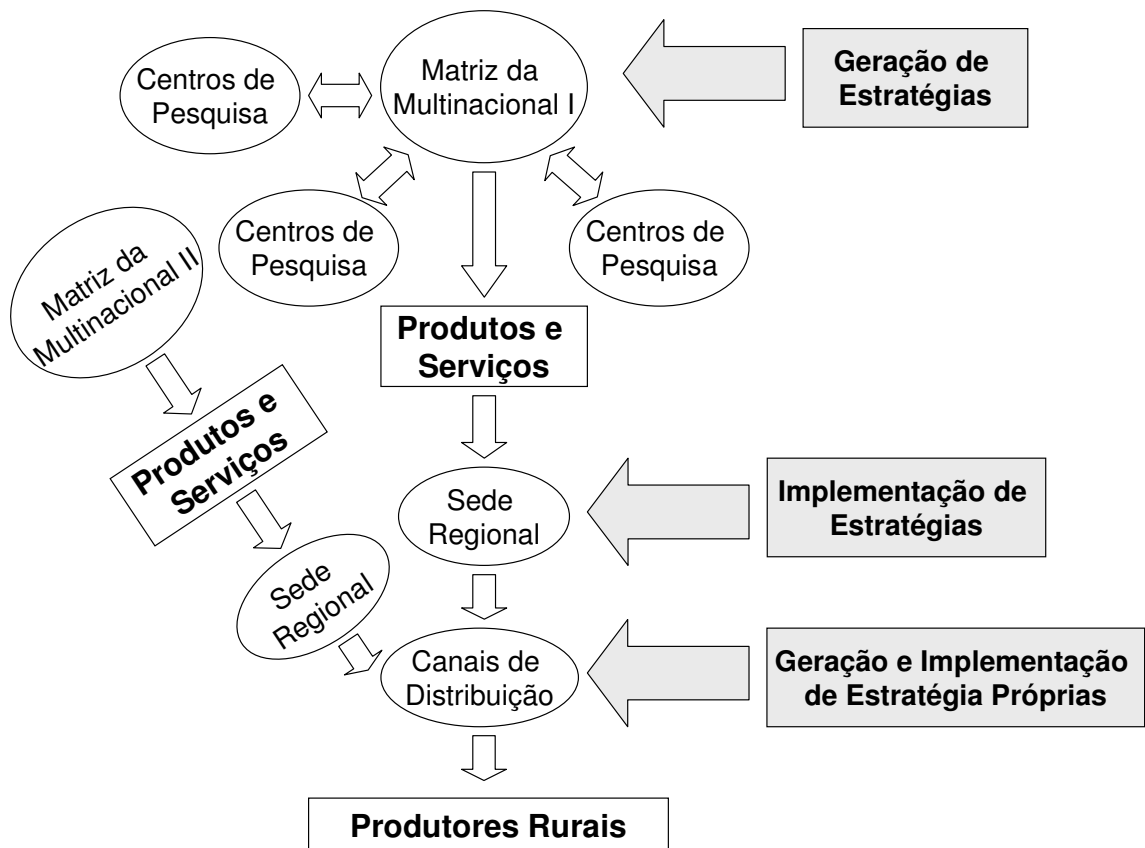 Centros de
Pesquisa
Matriz da
Multinacional I
Geração de
Estratégias
Centros de
Pesquisa
Centros de
Pesquisa
Matriz da
Multinacional II
Produtos e
Serviços
Produtos e
Serviços
Sede
Regional
Implementação de
Estratégias
Sede
Regional
Canais de
Distribuição
Geração e Implementação
de Estratégia Próprias
Produtores Rurais